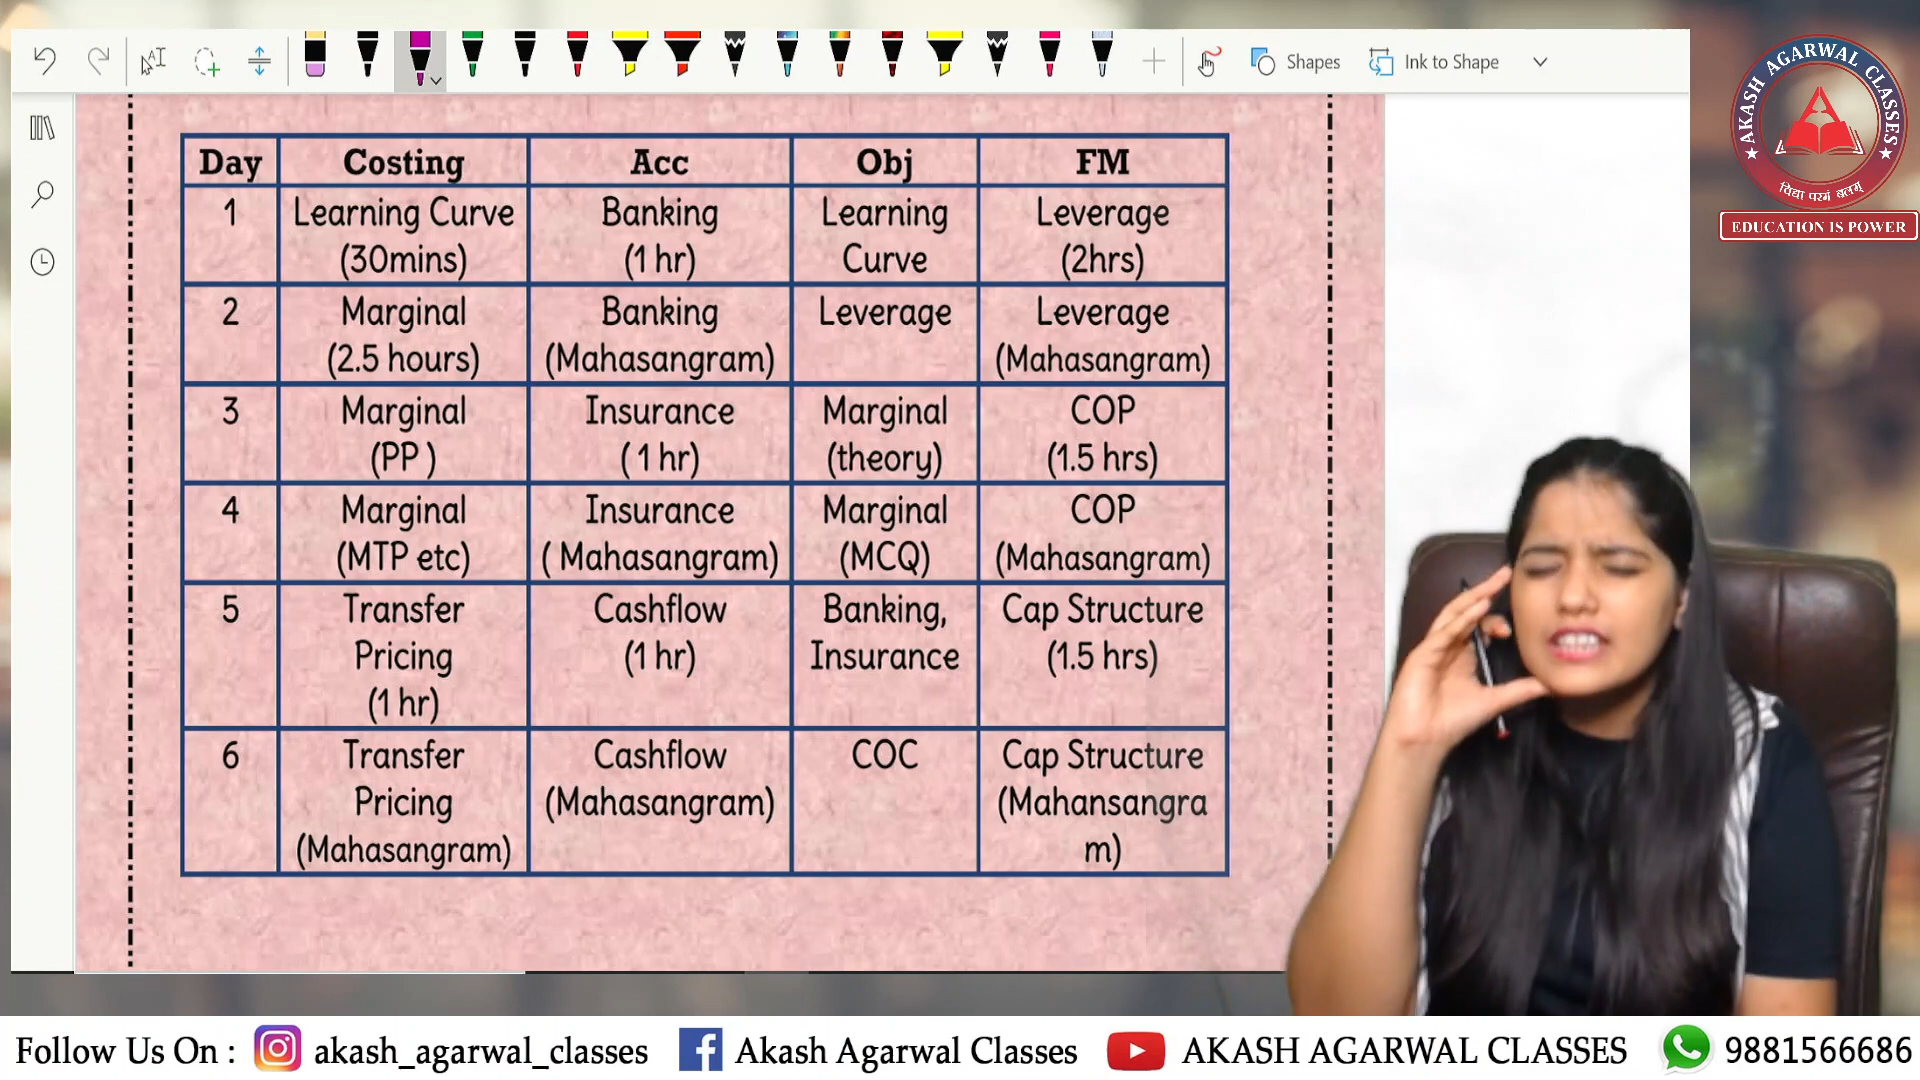 Shapes
Ink to Shape
AKASH AGARWAL CLASSES
विद्या परमं बलम्
EDUCATION IS POWER
Day Costing Acc Obj FM
1 Learning Curve (30mins) Banking (1 hr) Learning Curve Leverage (2hrs)
2 Marginal (2.5 hours) Banking (Mahasangram) Leverage Leverage (Mahasangram)
3 Marginal (PP ) Insurance ( 1 hr) Marginal (theory) COP (1.5 hrs)
4 Marginal (MTP etc) Insurance ( Mahasangram) Marginal (MCQ) COP (Mahasangram)
5 Transfer Pricing (1 hr) Cashflow (1 hr) Banking, Insurance Cap Structure (1.5 hrs)
6 Transfer Pricing (Mahasangram) Cashflow (Mahasangram) COC Cap Structure (Mahansangram)
Follow Us On : akash_agarwal_classes Akash Agarwal Classes AKASH AGARWAL CLASSES 9881566686